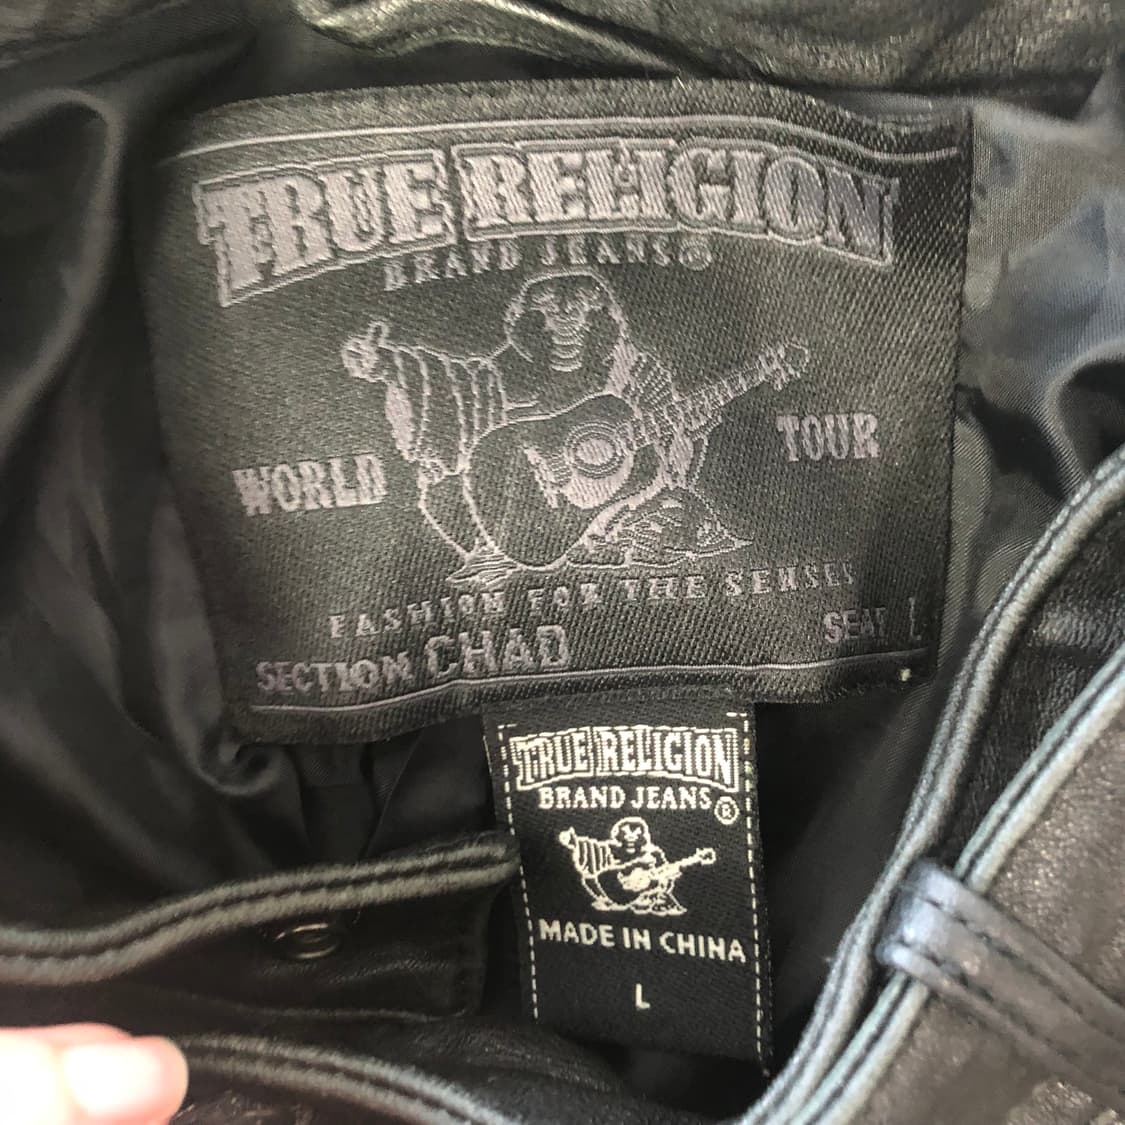 TRUE RELIGION
BRAND JEANS®
WORLD TOUR
FASHION FOR THE SENSES
SECTION CHAD SEAT L
TRUE RELIGION
BRAND JEANS®
MADE IN CHINA
L